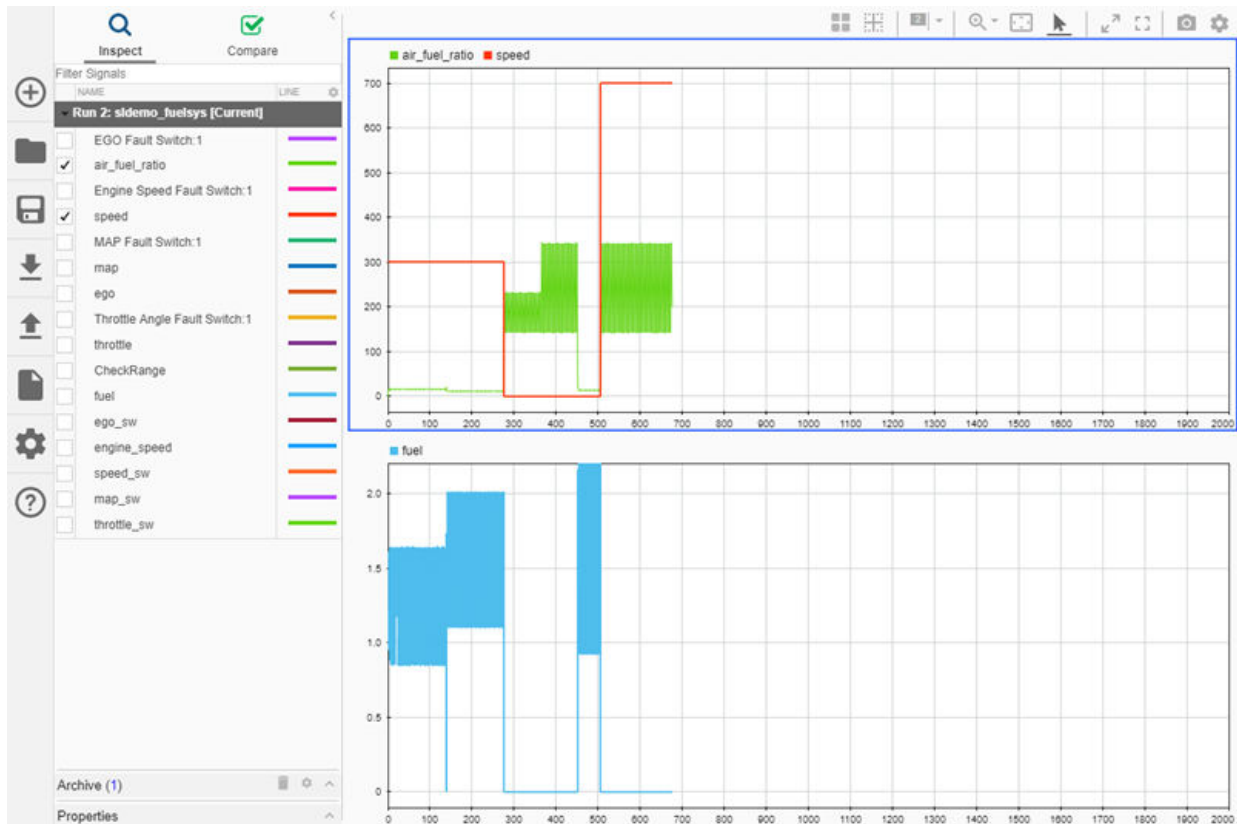 Inspect
Compare
Filter Signals
NAME LINE
Run 2: sldemo_fuelsys [Current]
EGO Fault Switch:1
air_fuel_ratio
Engine Speed Fault Switch:1
speed
MAP Fault Switch:1
map
ego
Throttle Angle Fault Switch:1
throttle
CheckRange
fuel
ego_sw
engine_speed
speed_sw
map_sw
throttle_sw
Archive (1)
Properties
2
air_fuel_ratio speed
700
600
500
400
300
200
100
0
0 100 200 300 400 500 600 700 800 900 1000 1100 1200 1300 1400 1500 1600 1700 1800 1900 2000
fuel
2.0
1.5
1.0
0.5
0
0 100 200 300 400 500 600 700 800 900 1000 1100 1200 1300 1400 1500 1600 1700 1800 1900 2000